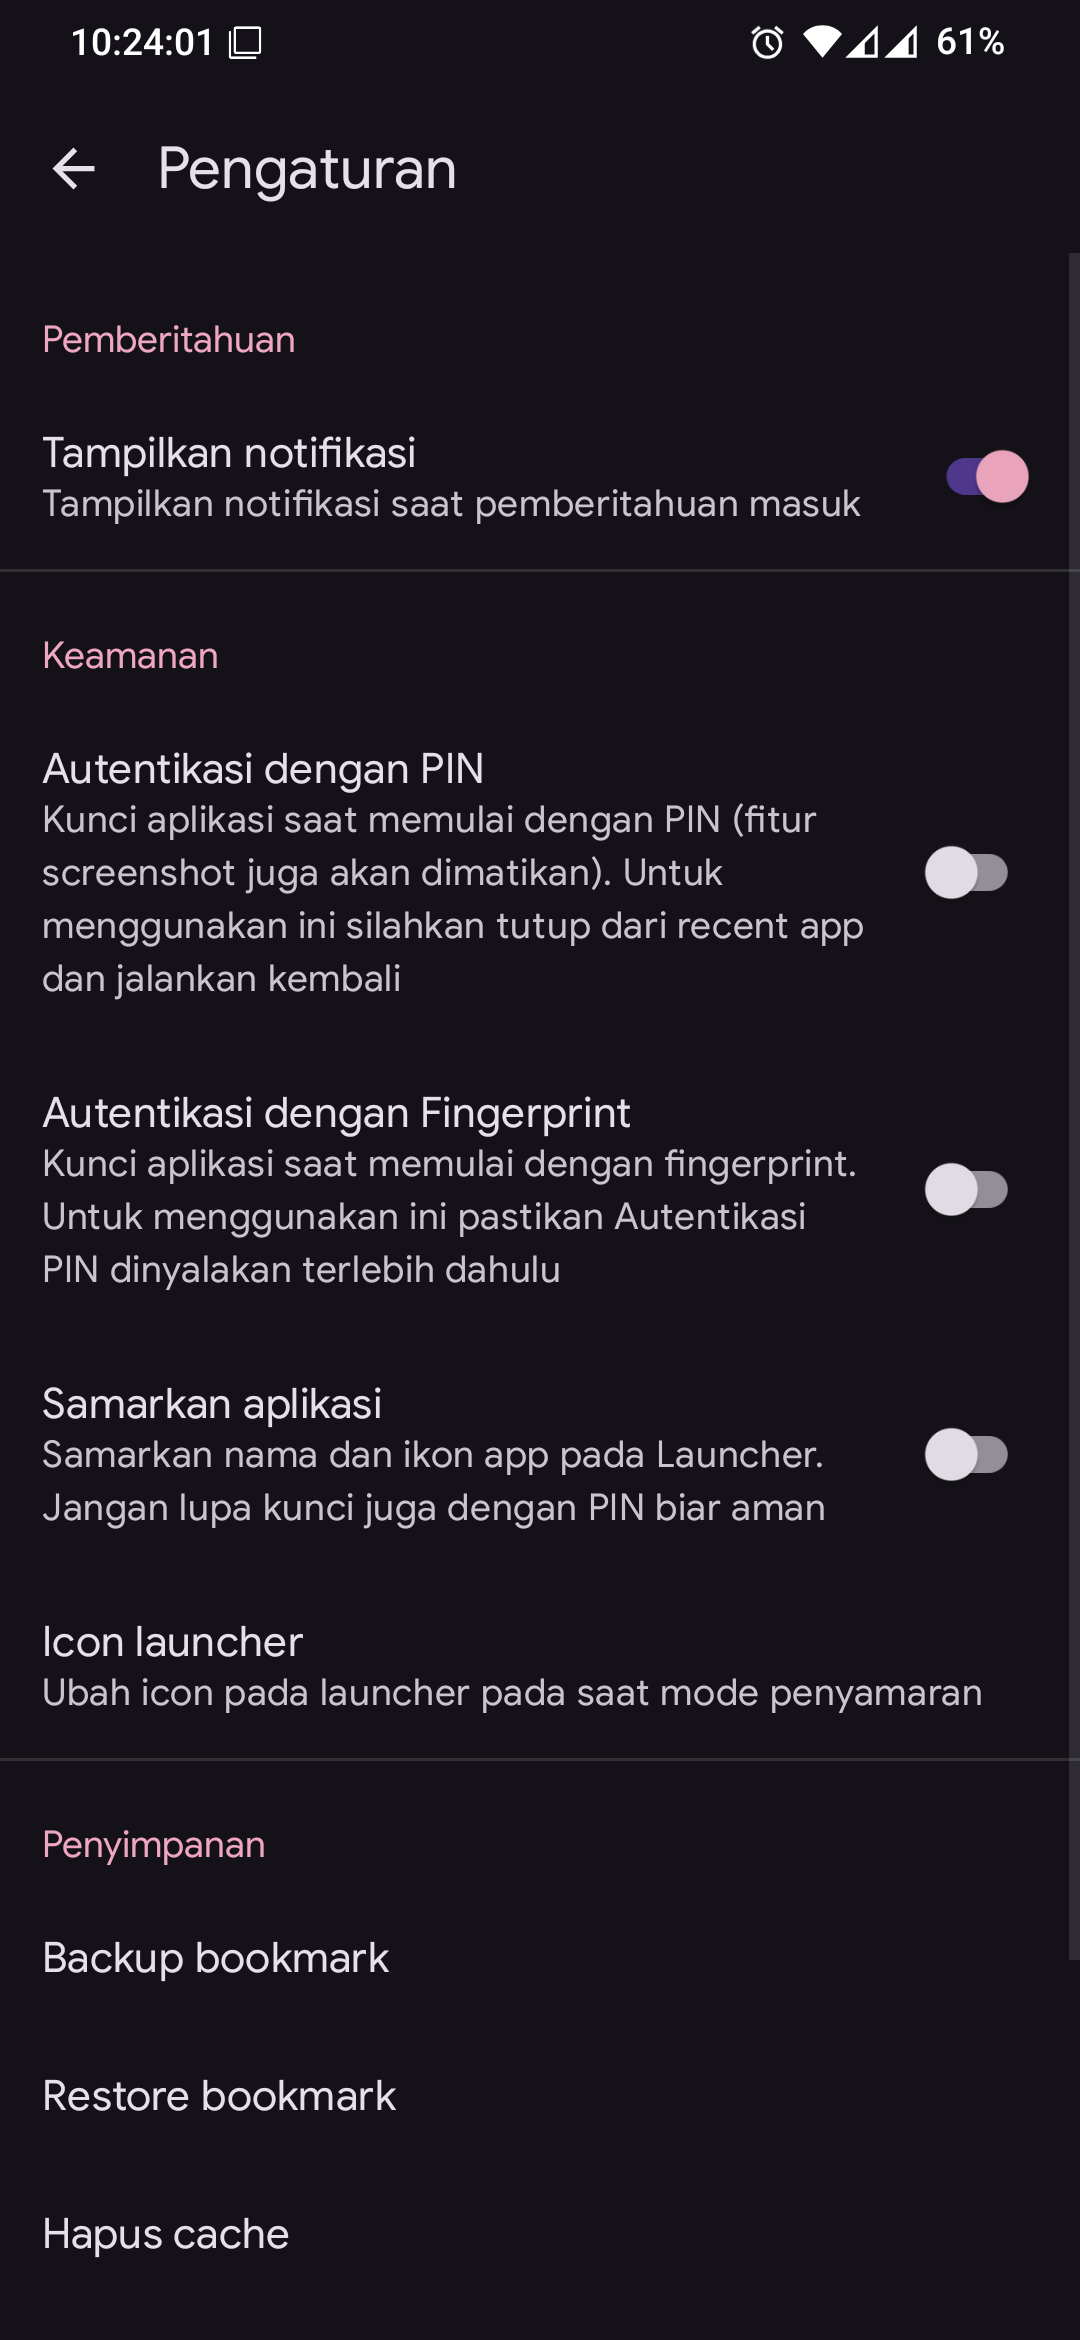 10:24:01
61%
Pengaturan
Pemberitahuan
Tampilkan notifikasi
Tampilkan notifikasi saat pemberitahuan masuk
Keamanan
Autentikasi dengan PIN
Kunci aplikasi saat memulai dengan PIN (fitur
screenshot juga akan dimatikan). Untuk
menggunakan ini silahkan tutup dari recent app
dan jalankan kembali
Autentikasi dengan Fingerprint
Kunci aplikasi saat memulai dengan fingerprint.
Untuk menggunakan ini pastikan Autentikasi
PIN dinyalakan terlebih dahulu
Samarkan aplikasi
Samarkan nama dan ikon app pada Launcher.
Jangan lupa kunci juga dengan PIN biar aman
Icon launcher
Ubah icon pada launcher pada saat mode penyamaran
Penyimpanan
Backup bookmark
Restore bookmark
Hapus cache